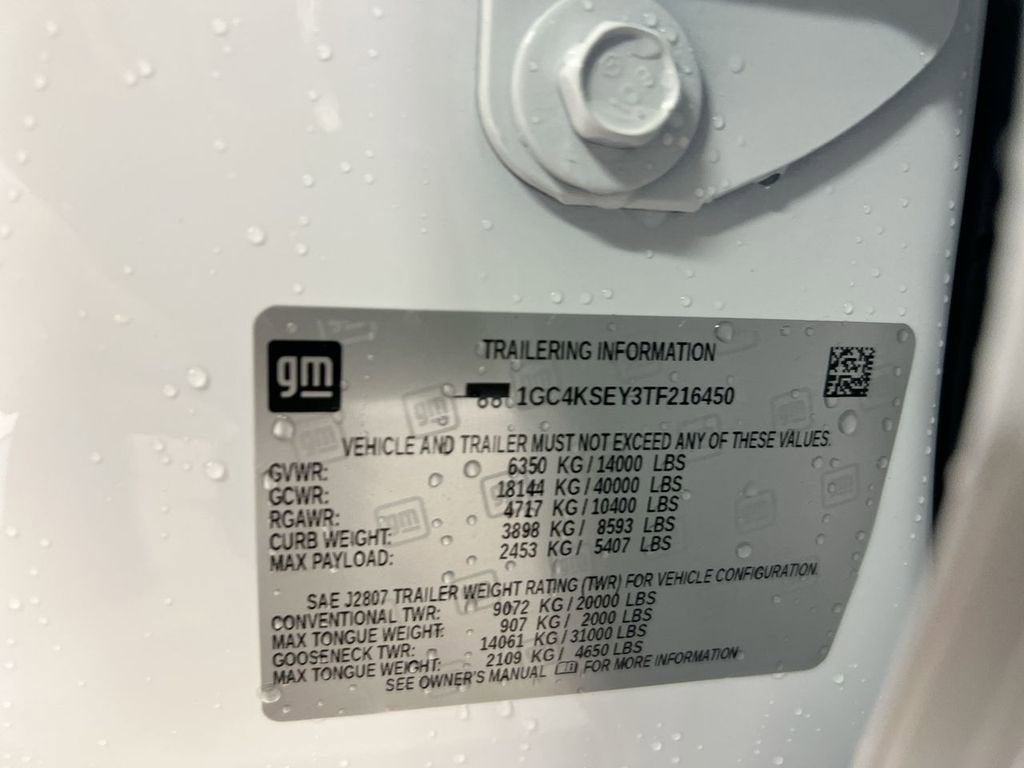 gm
TRAILERING INFORMATION
1GC4KSEY3TF216450
VEHICLE AND TRAILER MUST NOT EXCEED ANY OF THESE VALUES.
GVWR: 6350 KG / 14000 LBS
GCWR: 18144 KG / 40000 LBS
RGAWR: 4717 KG / 10400 LBS
CURB WEIGHT: 3898 KG / 8593 LBS
MAX PAYLOAD: 2453 KG / 5407 LBS
SAE J2807 TRAILER WEIGHT RATING (TWR) FOR VEHICLE CONFIGURATION.
CONVENTIONAL TWR: 9072 KG / 20000 LBS
MAX TONGUE WEIGHT: 907 KG / 2000 LBS
GOOSENECK TWR: 14061 KG / 31000 LBS
MAX TONGUE WEIGHT: 2109 KG / 4650 LBS
SEE OWNER'S MANUAL FOR MORE INFORMATION